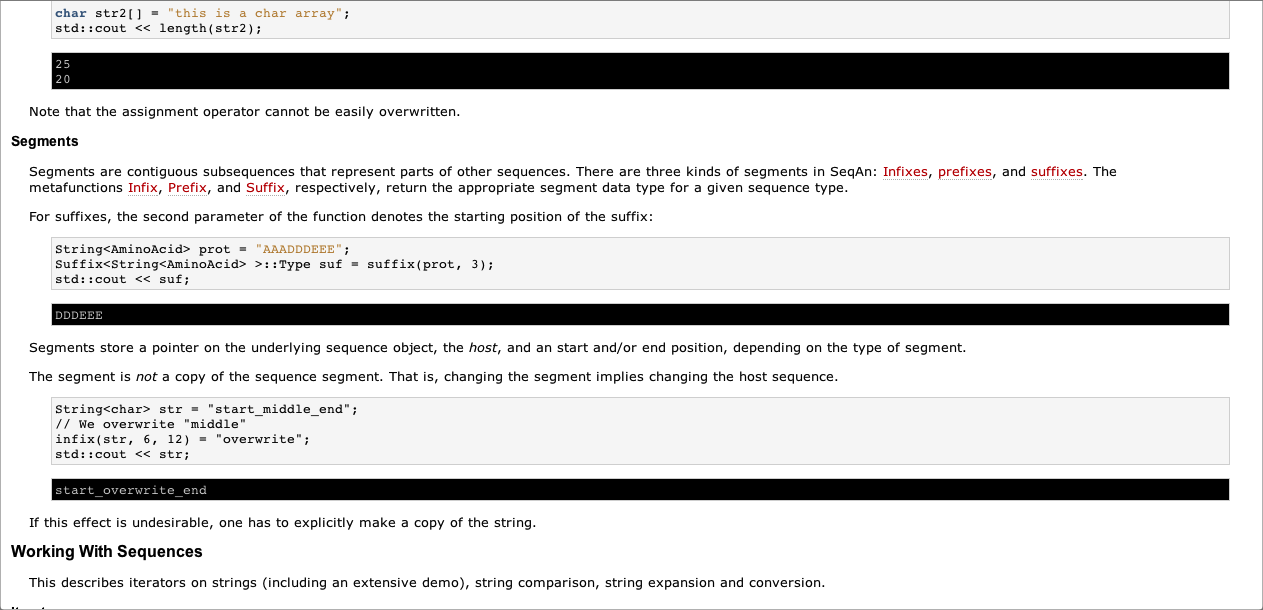 char str2[] = "this is a char array";
std::cout << length(str2);
25
20
Note that the assignment operator cannot be easily overwritten.
Segments
Segments are contiguous subsequences that represent parts of other sequences. There are three kinds of segments in SeqAn: Infixes, prefixes, and suffixes. The
metafunctions Infix, Prefix, and Suffix, respectively, return the appropriate segment data type for a given sequence type.
For suffixes, the second parameter of the function denotes the starting position of the suffix:
String<AminoAcid> prot = "AAADDDEEE";
Suffix<String<AminoAcid> >::Type suf = suffix(prot, 3);
std::cout << suf;
DDDEEE
Segments store a pointer on the underlying sequence object, the host, and an start and/or end position, depending on the type of segment.
The segment is not a copy of the sequence segment. That is, changing the segment implies changing the host sequence.
String<char> str = "start_middle_end";
// We overwrite "middle"
infix(str, 6, 12) = "overwrite";
std::cout << str;
start_overwrite_end
If this effect is undesirable, one has to explicitly make a copy of the string.
Working With Sequences
This describes iterators on strings (including an extensive demo), string comparison, string expansion and conversion.